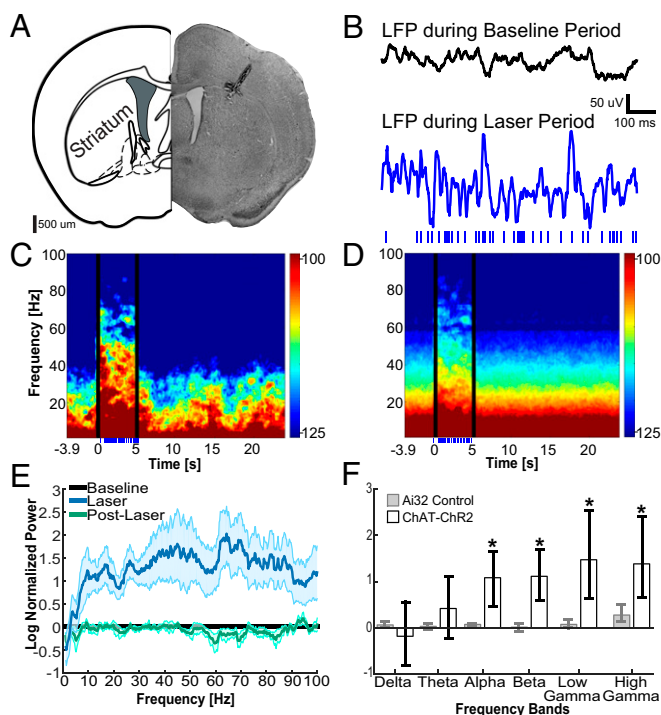 A
Striatum
500 um
B
LFP during Baseline Period
50 uV
100 ms
LFP during Laser Period
C
Frequency [Hz]
100
80
60
40
20
-3.9 0 5 10 15 20
Time [s]
100
-125
D
100
80
60
40
20
-3.9 0 5 10 15 20
Time [s]
100
-125
E
Baseline
Laser
Post-Laser
Log Normalized Power
3
2.5
2
1.5
1
0.5
0
-0.5
-1
0 10 20 30 40 50 60 70 80 90 100
Frequency [Hz]
F
Ai32 Control
ChAT-ChR2
3
2
1
0
-1
* * * *
Delta Theta Alpha Beta Low Gamma High Gamma
Frequency Bands